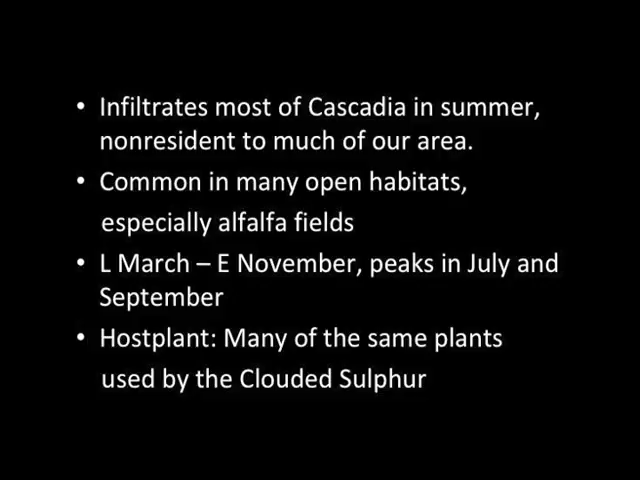 • Infiltrates most of Cascadia in summer,
nonresident to much of our area.
• Common in many open habitats,
especially alfalfa fields
• L March – E November, peaks in July and
September
• Hostplant: Many of the same plants
used by the Clouded Sulphur